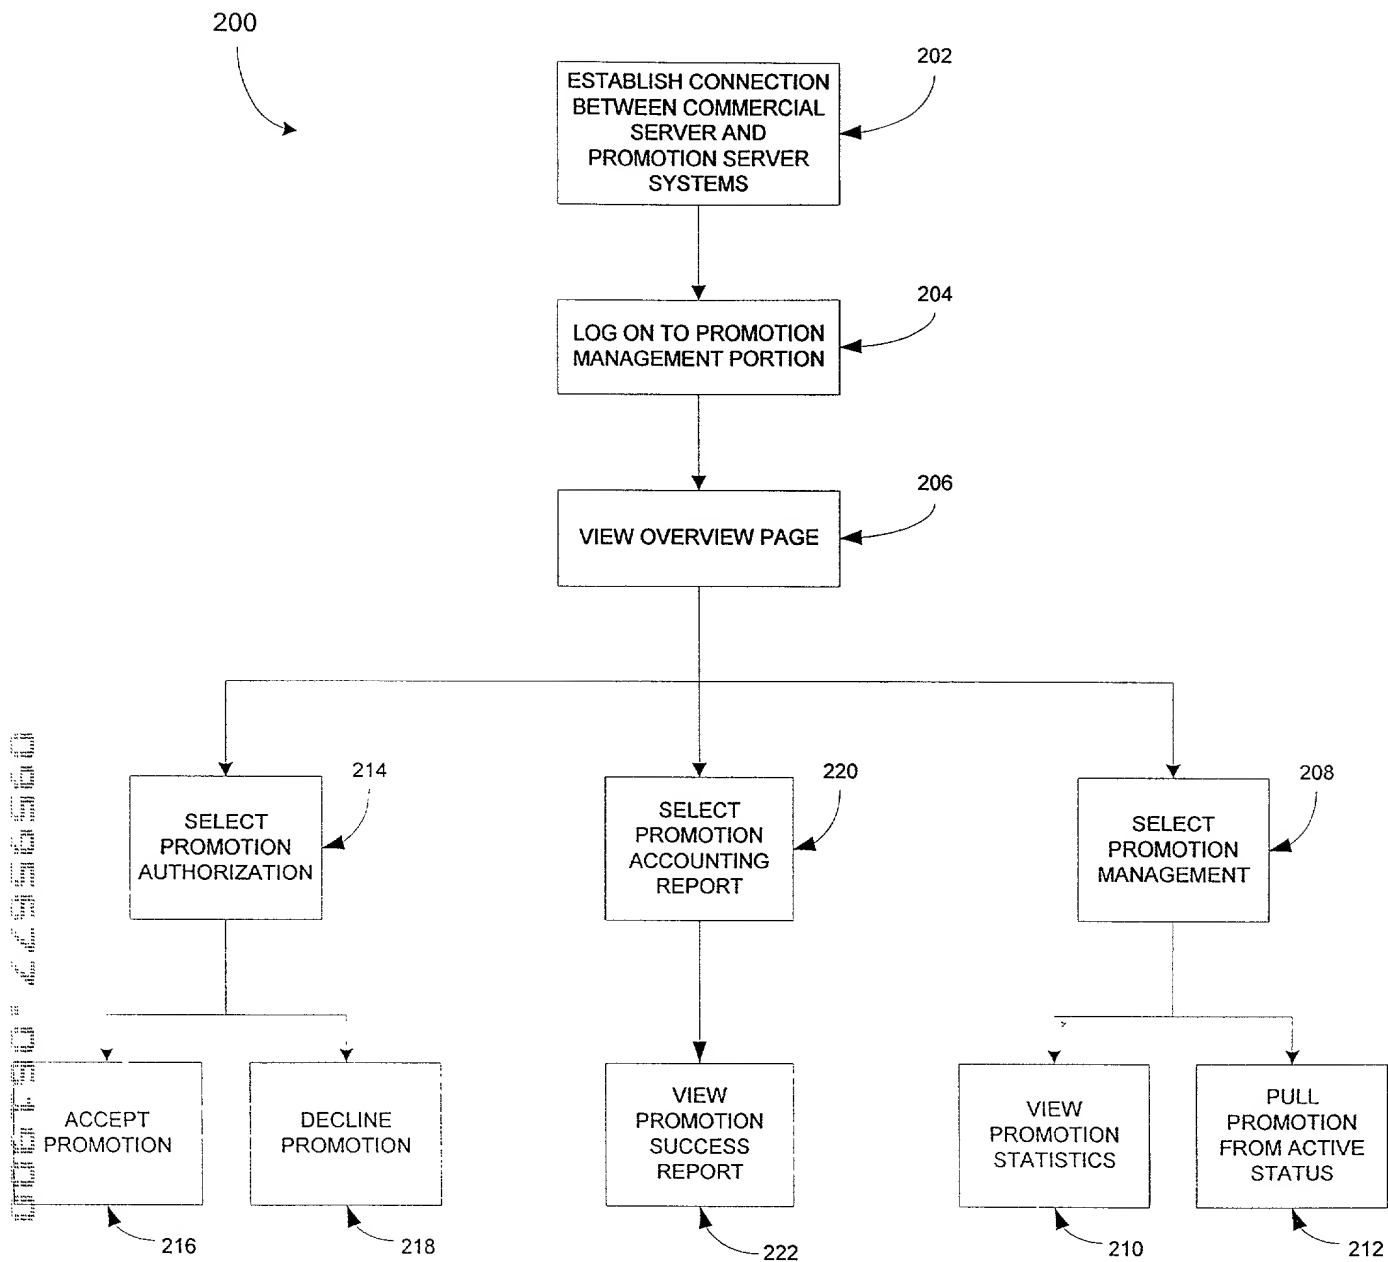 200
202
ESTABLISH CONNECTION
BETWEEN COMMERCIAL
SERVER AND
PROMOTION SERVER
SYSTEMS
204
LOG ON TO PROMOTION
MANAGEMENT PORTION
206
VIEW OVERVIEW PAGE
214
SELECT
PROMOTION
AUTHORIZATION
220
SELECT
PROMOTION
ACCOUNTING
REPORT
208
SELECT
PROMOTION
MANAGEMENT
ACCEPT
PROMOTION
216
DECLINE
PROMOTION
218
VIEW
PROMOTION
SUCCESS
REPORT
222
VIEW
PROMOTION
STATISTICS
210
PULL
PROMOTION
FROM ACTIVE
STATUS
212